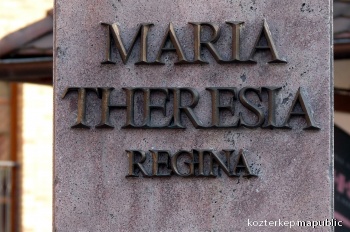 MARIA
THERESIA
REGINA
kozterkep mapublic